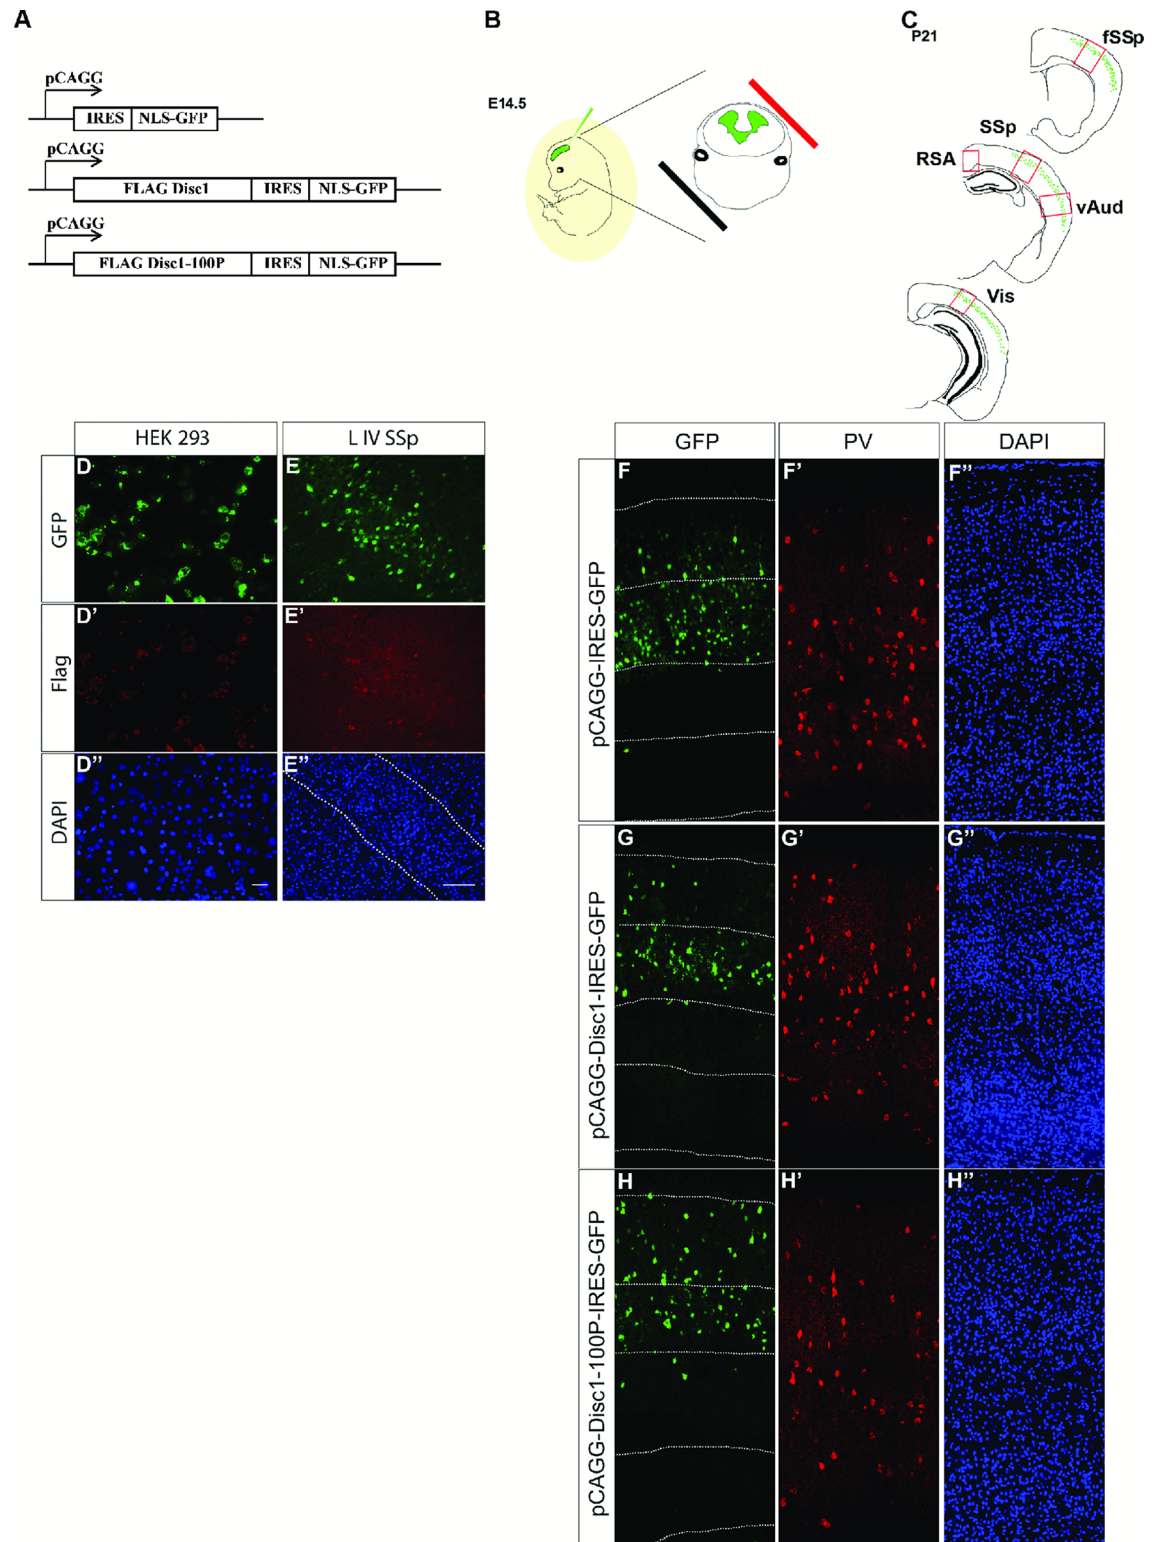 A
pCAGG
IRES NLS-GFP
pCAGG
FLAG Disc1 IRES NLS-GFP
pCAGG
FLAG Disc1-100P IRES NLS-GFP
B
E14.5
C
P21
fSSp
SSp
RSA
vAud
Vis
HEK 293 L IV SSp
GFP
D E
Flag
D' E'
DAPI
D'' E''
GFP PV DAPI
pCAGG-IRES-GFP
F F' F''
pCAGG-Disc1-IRES-GFP
G G' G''
pCAGG-Disc1-100P-IRES-GFP
H H' H''